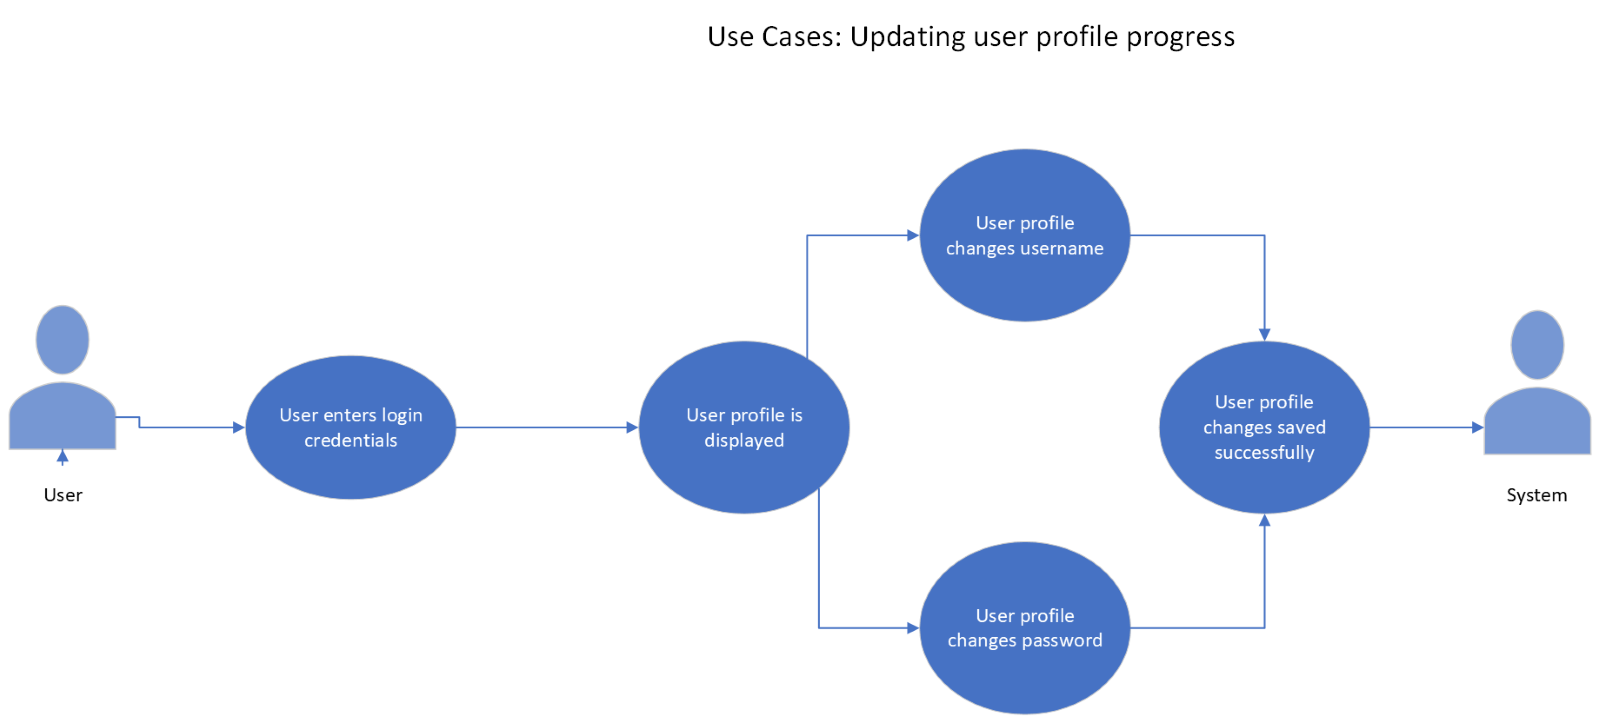 Use Cases: Updating user profile progress
User profile
changes username
User enters login
credentials
User profile is
displayed
User profile
changes saved
successfully
User
System
User profile
changes password